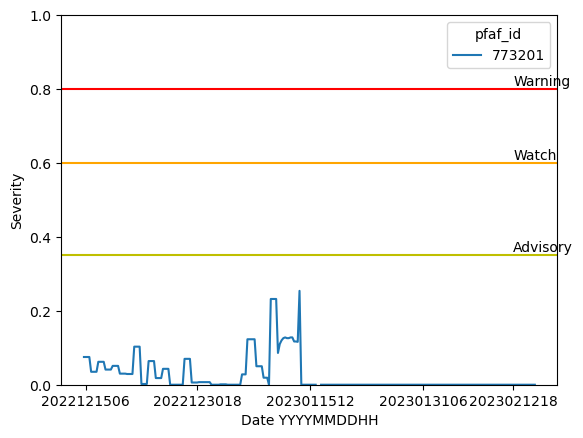 pfaf_id
773201
1.0
0.8
0.6
0.4
0.2
0.0
Warning
Watch
Advisory
Severity
2022121506
2022123018
2023011512
2023013106
2023021218
Date YYYYMMDDHH